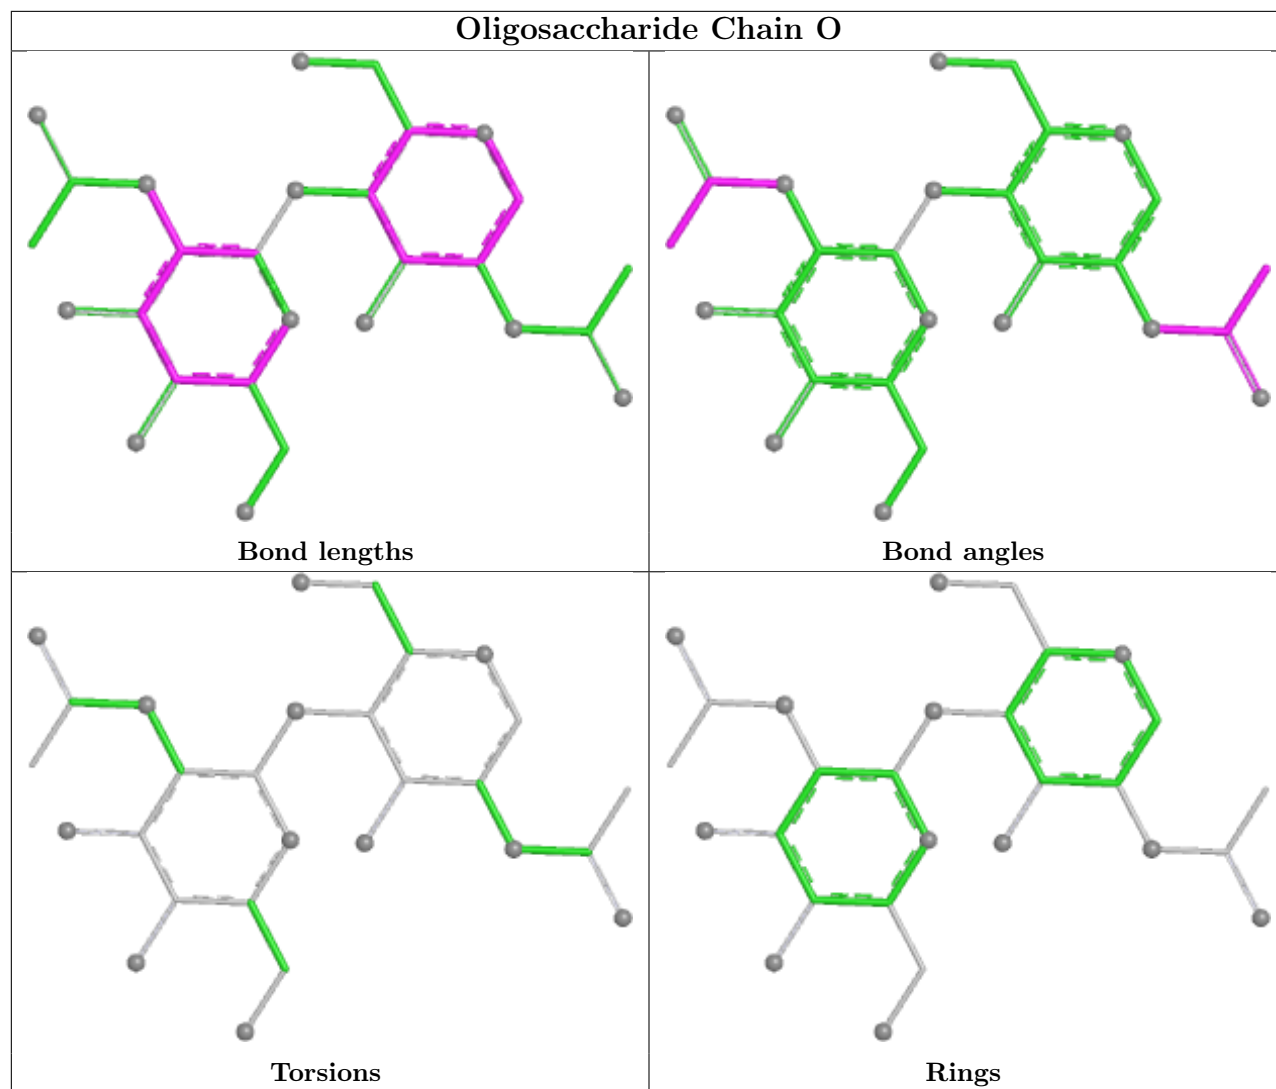 Oligosaccharide Chain O
Bond lengths
Bond angles
Torsions
Rings